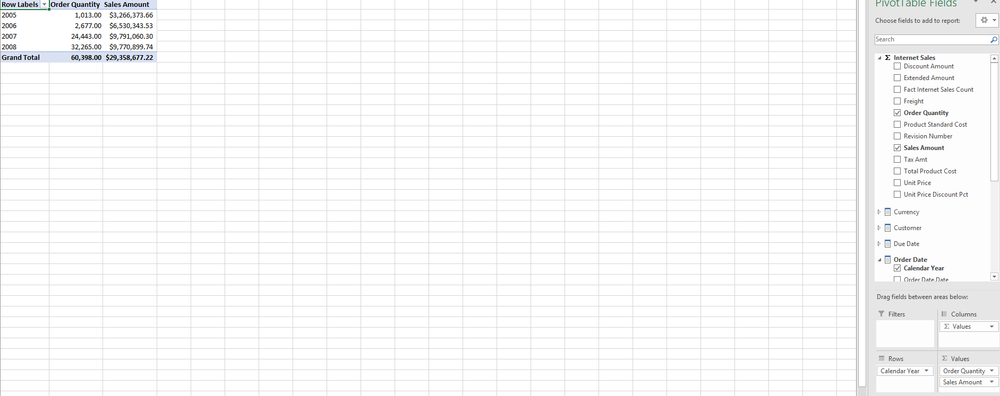 Row Labels Order Quantity Sales Amount
2005 1,013.00 $3,266,373.66
2006 2,677.00 $6,530,343.53
2007 24,443.00 $9,791,060.30
2008 32,265.00 $9,770,899.74
Grand Total 60,398.00 $29,358,677.22
PivotTable Fields
Choose fields to add to report:
Search
Σ Internet Sales
Discount Amount
Extended Amount
Fact Internet Sales Count
Freight
Order Quantity
Product Standard Cost
Revision Number
Sales Amount
Tax Amt
Total Product Cost
Unit Price
Unit Price Discount Pct
Currency
Customer
Due Date
Order Date
Calendar Year
Order Date.Date
Drag fields between areas below:
Filters
Columns
Σ Values
Rows
Σ Values
Calendar Year
Order Quantity
Sales Amount